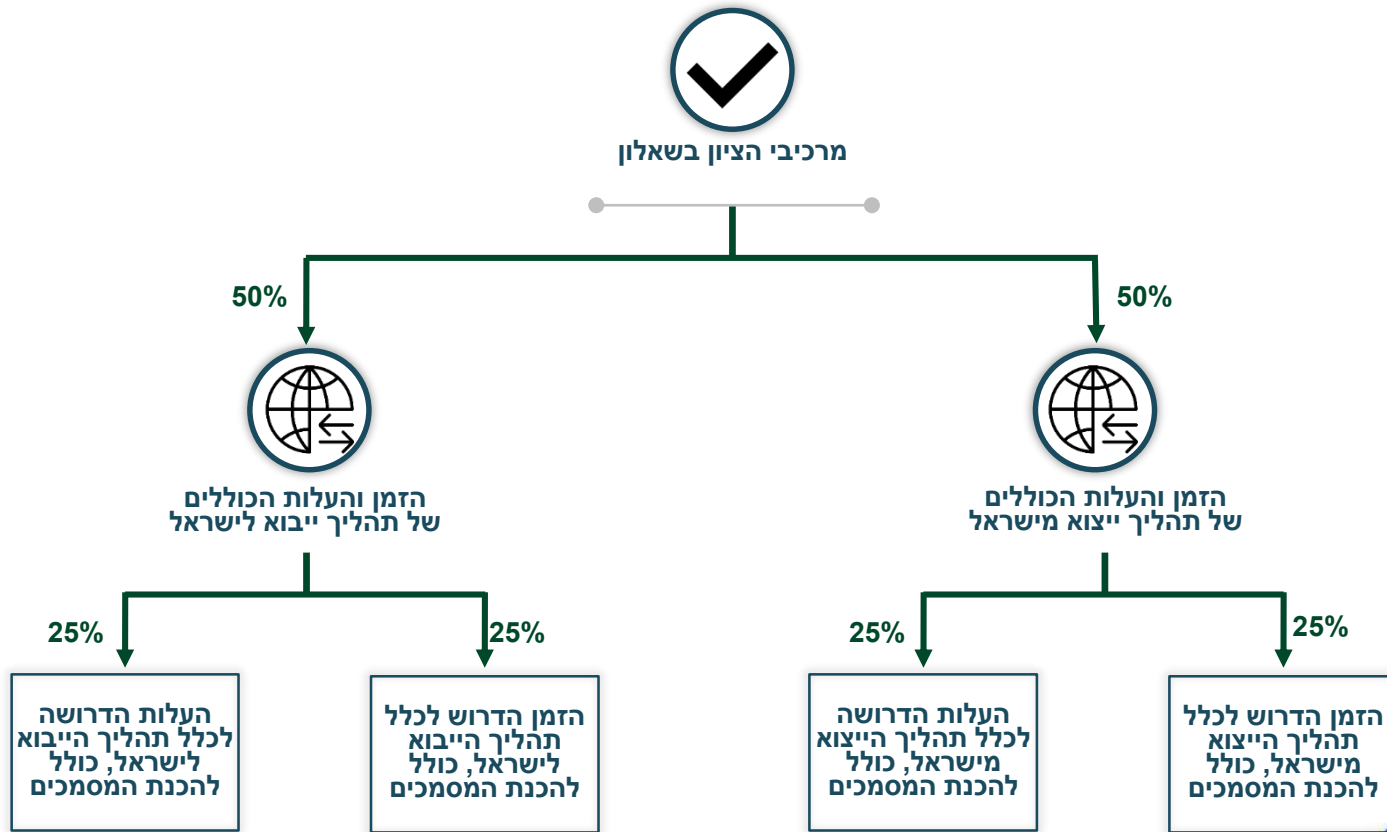 מרכיבי הציון בשאלון
50%
50%
הזמן והעלות הכוללים
של תהליך ייצוא מישראל
הזמן והעלות הכוללים
של תהליך ייבוא לישראל
25%
25%
25%
25%
הזמן הדרוש לכלל
תהליך הייצוא
מישראל, כולל
להכנת המסמכים
העלות הדרושה
לכלל תהליך הייצוא
מישראל, כולל
להכנת המסמכים
הזמן הדרוש לכלל
תהליך הייבוא
לישראל, כולל
להכנת המסמכים
העלות הדרושה
לכלל תהליך הייבוא
לישראל, כולל
להכנת המסמכים